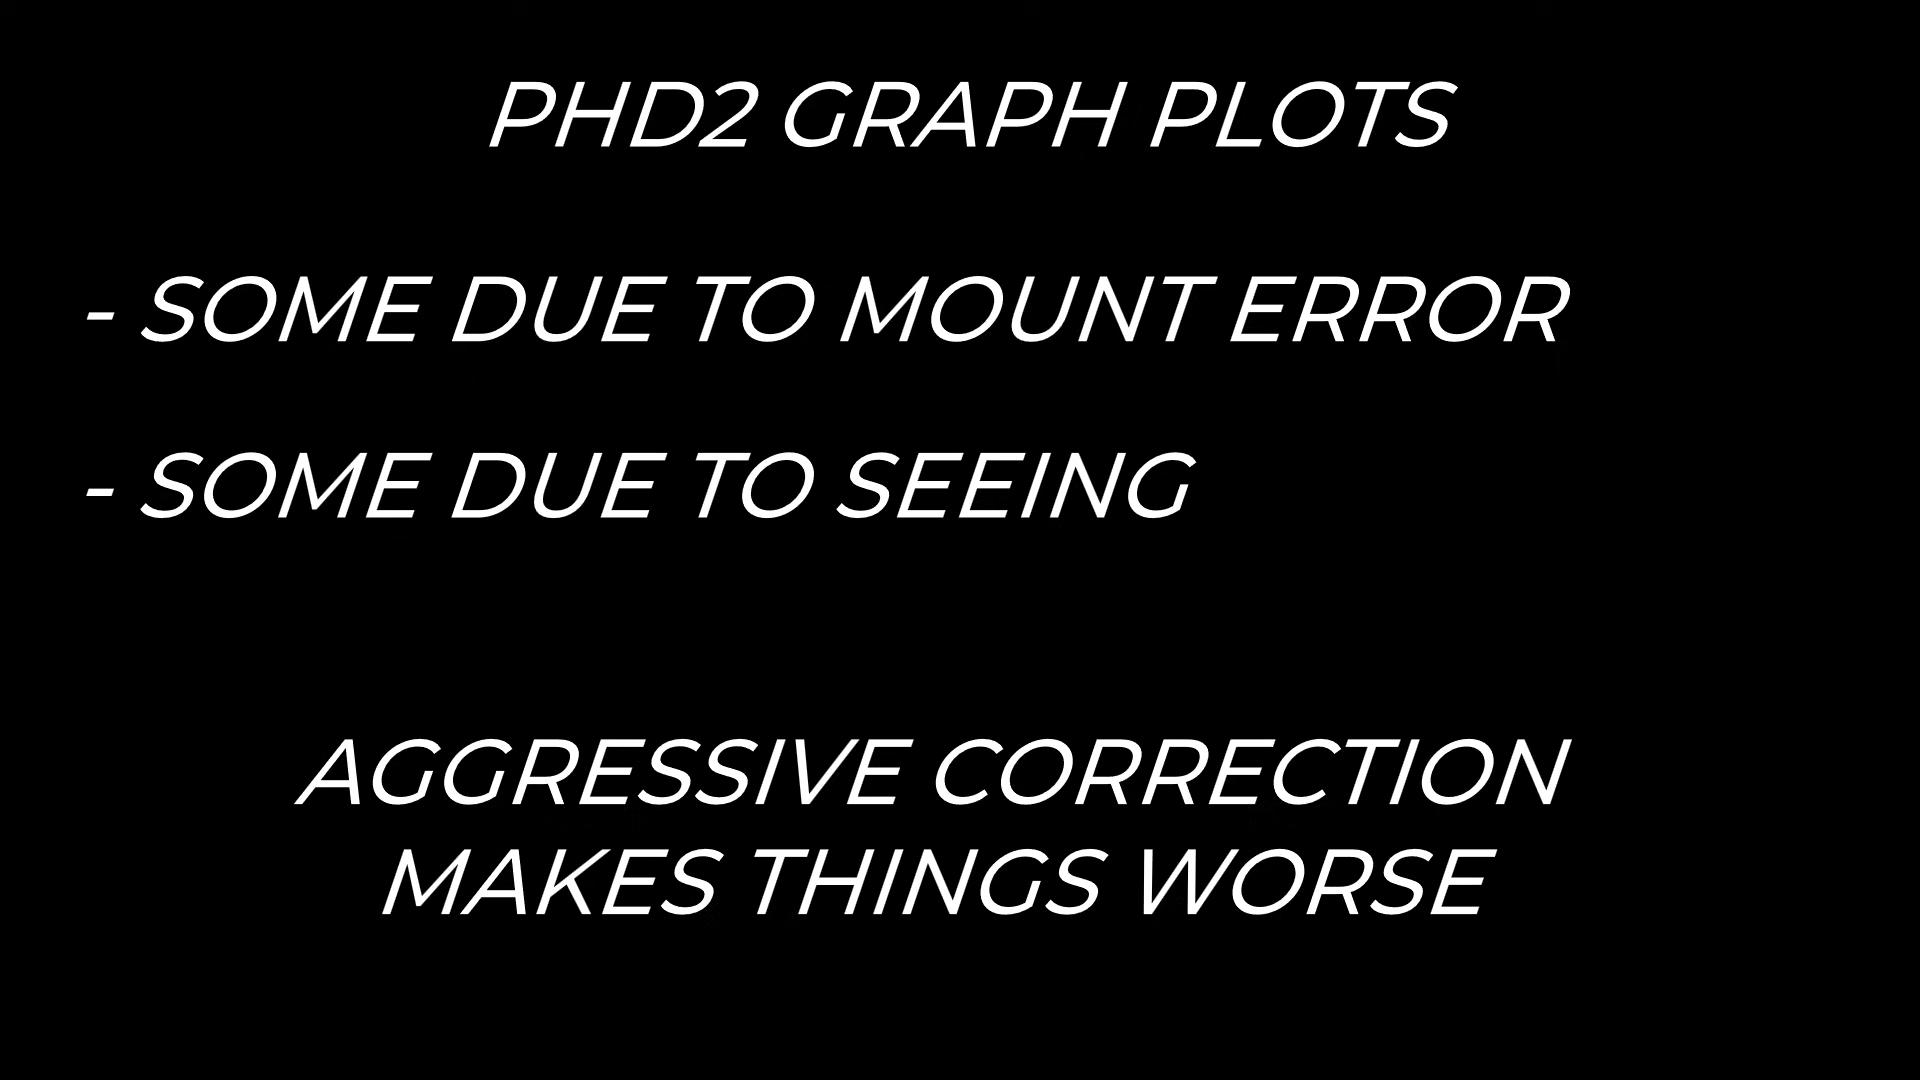 PHD2 GRAPH PLOTS
- SOME DUE TO MOUNT ERROR
- SOME DUE TO SEEING
AGGRESSIVE CORRECTION
MAKES THINGS WORSE